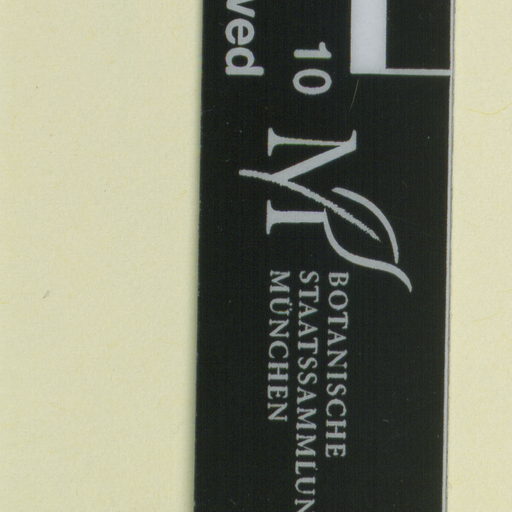 ved
10
BOTANISCHE
STAATSSAMMLUN
MÜNCHEN